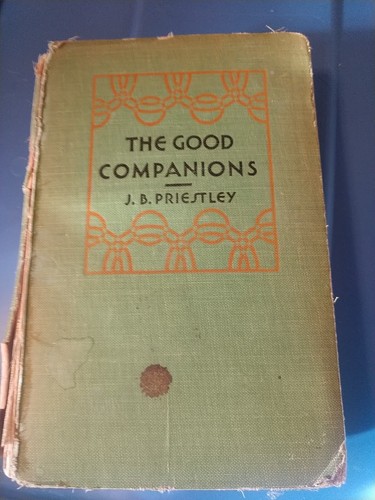 THE GOOD
COMPANIONS
J. B. PRIESTLEY